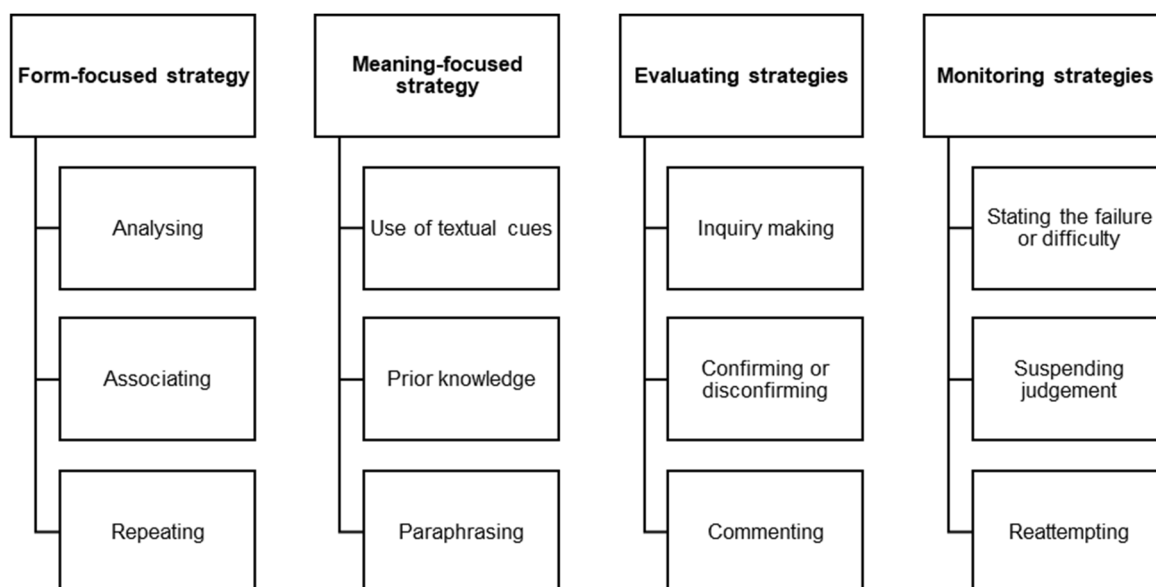 Form-focused strategy
Analysing
Associating
Repeating
Meaning-focused
strategy
Use of textual cues
Prior knowledge
Paraphrasing
Evaluating strategies
Inquiry making
Confirming or
disconfirming
Commenting
Monitoring strategies
Stating the failure
or difficulty
Suspending
judgement
Reattempting